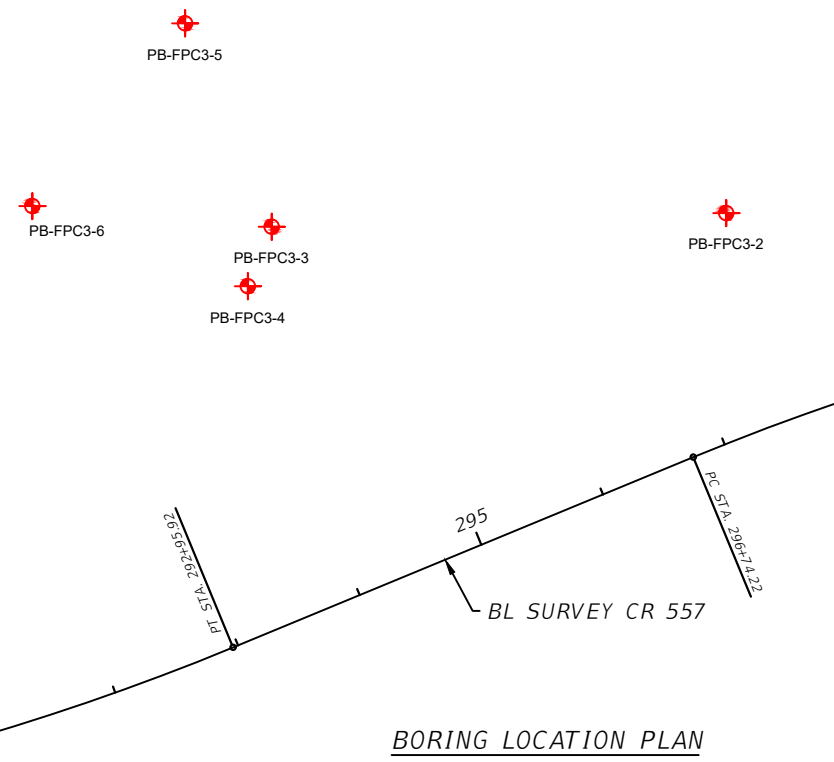 PB-FPC3-5
PB-FPC3-6
PB-FPC3-3
PB-FPC3-2
PB-FPC3-4
295
PT STA. 292+95.92
PC STA. 296+74.22
BL SURVEY CR 557
BORING LOCATION PLAN